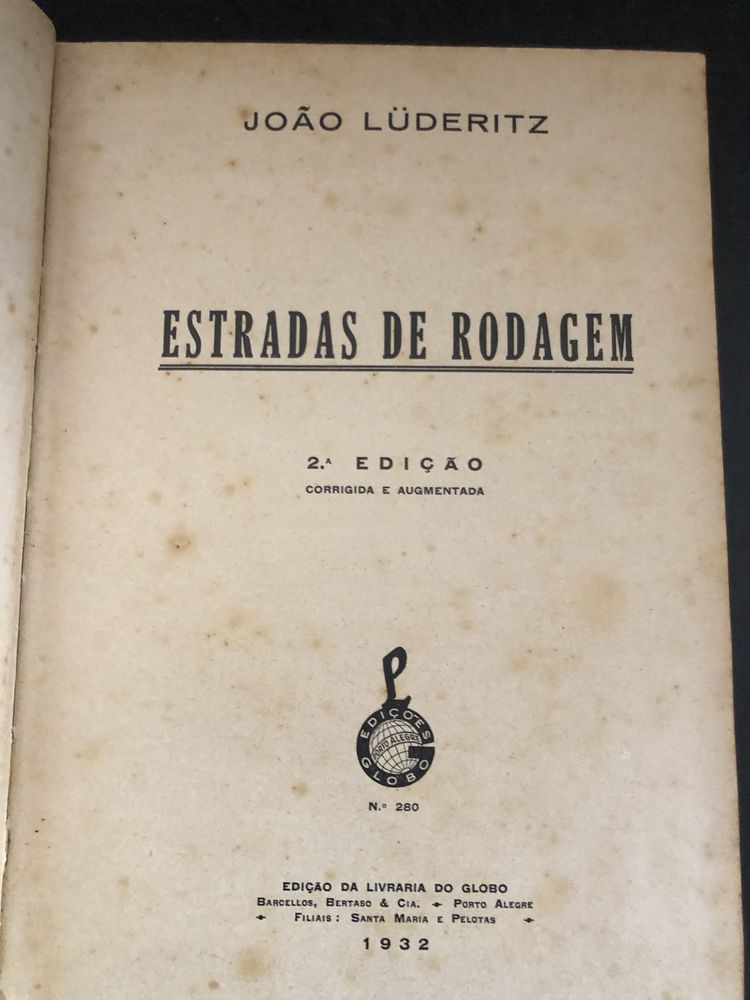 JOÃO LÜDERITZ
ESTRADAS DE RODAGEM
2.ª EDIÇÃO
CORRIGIDA E AUGMENTADA
EDIÇÕES
PORTO ALEGRE
GLOBO
N.º 280
EDIÇÃO DA LIVRARIA DO GLOBO
BARCELLOS, BERTASO & CIA. PORTO ALEGRE
FILIAIS: SANTA MARIA E PELOTAS
1932